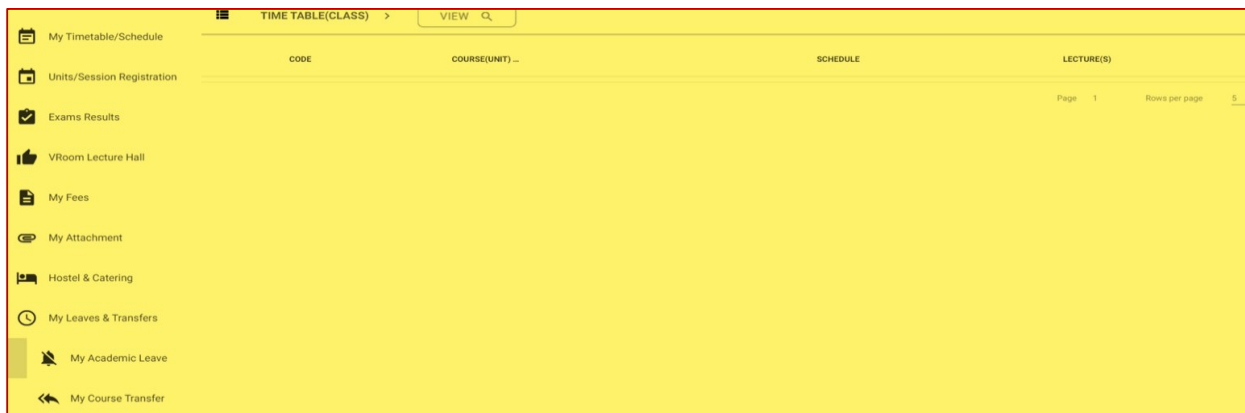 TIME TABLE(CLASS) > VIEW
My Timetable/Schedule
CODE COURSE(UNIT) ... SCHEDULE LECTURE(S)
Units/Session Registration
Page 1 Rows per page 5
Exams Results
VRoom Lecture Hall
My Fees
My Attachment
Hostel & Catering
My Leaves & Transfers
My Academic Leave
My Course Transfer